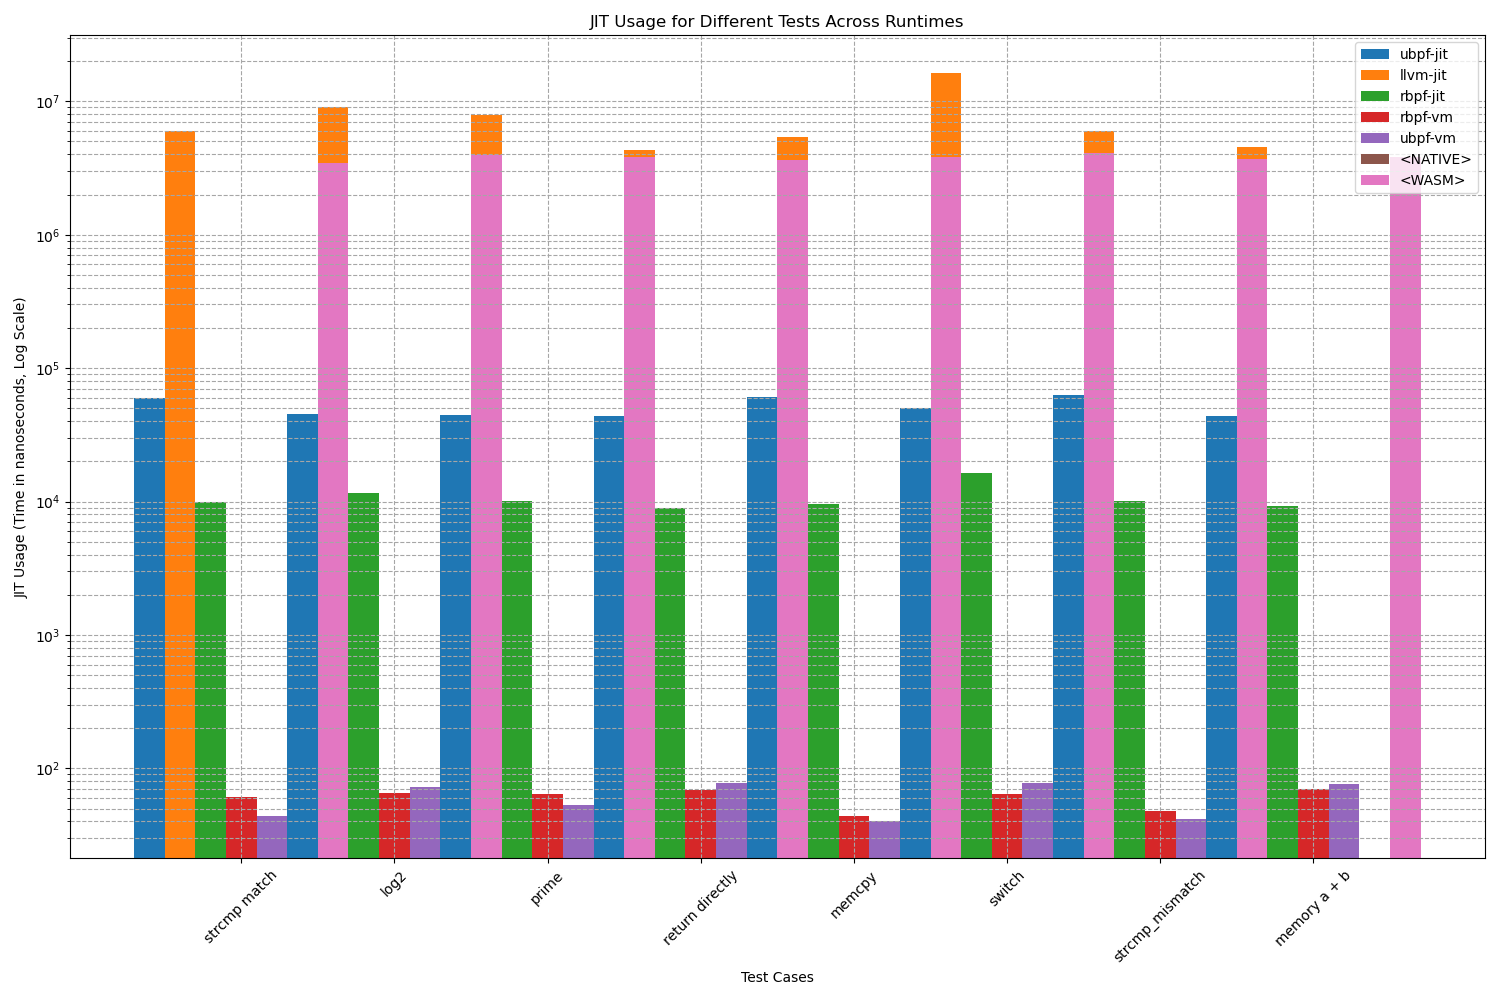 JIT Usage for Different Tests Across Runtimes
ubpf-jit
llvm-jit
rbpf-jit
rbpf-vm
ubpf-vm
<NATIVE>
<WASM>
JIT Usage (Time in nanoseconds, Log Scale)
10^7
10^6
10^5
10^4
10^3
10^2
strcmp match
log2
prime
return directly
memcpy
switch
strcmp_mismatch
memory a + b
Test Cases